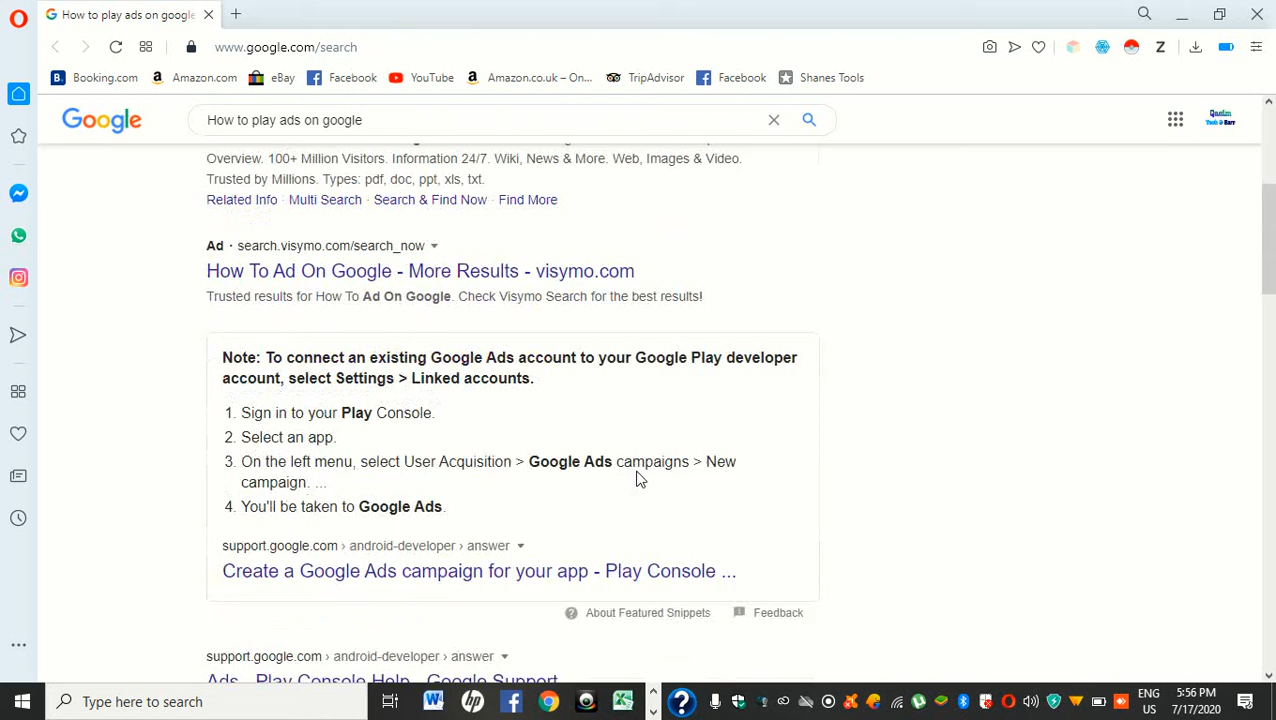 How to play ads on google
www.google.com/search
Booking.com
Amazon.com
eBay
Facebook
YouTube
Amazon.co.uk – On...
TripAdvisor
Facebook
Shanes Tools
Google
How to play ads on google
Overview. 100+ Million Visitors. Information 24/7. Wiki, News & More. Web, Images & Video.
Trusted by Millions. Types: pdf, doc, ppt, xls, txt.
Related Info · Multi Search · Search & Find Now · Find More
Ad · search.visymo.com/search_now
How To Ad On Google - More Results - visymo.com
Trusted results for How To Ad On Google. Check Visymo Search for the best results!
Note: To connect an existing Google Ads account to your Google Play developer
account, select Settings > Linked accounts.
1. Sign in to your Play Console.
2. Select an app.
3. On the left menu, select User Acquisition > Google Ads campaigns > New
campaign. ...
4. You'll be taken to Google Ads.
support.google.com › android-developer › answer
Create a Google Ads campaign for your app - Play Console ...
About Featured Snippets
Feedback
support.google.com › android-developer › answer
Ads - Play Console Help - Google Support
Type here to search
ENG
US
5:56 PM
7/17/2020